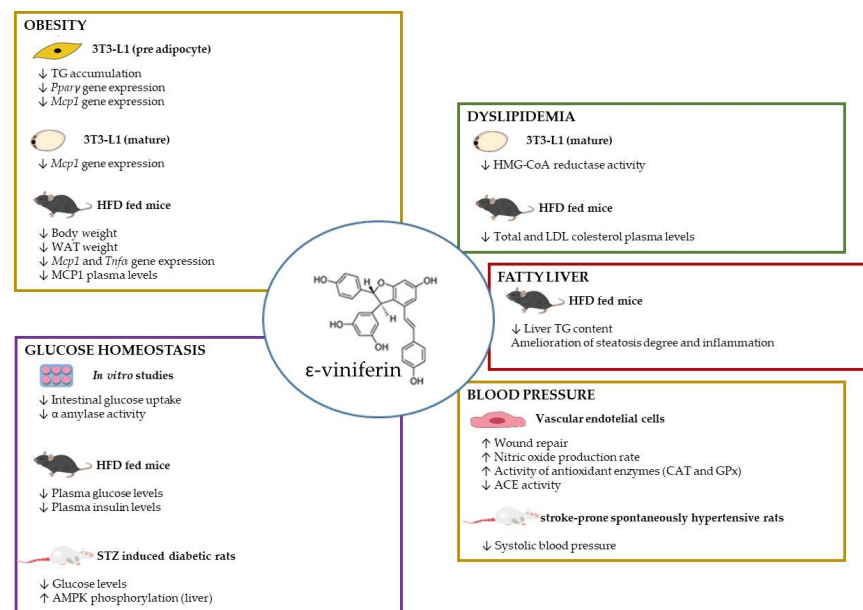 OBESITY
3T3-L1 (pre adipocyte)
↓ TG accumulation
↓ Pparγ gene expression
↓ Mcp1 gene expression
3T3-L1 (mature)
↓ Mcp1 gene expression
HFD fed mice
↓ Body weight
↓ WAT weight
↓ Mcp1 and Tnfα gene expression
↓ MCP1 plasma levels
GLUCOSE HOMEOSTASIS
In vitro studies
↓ Intestinal glucose uptake
↓ α amylase activity
HFD fed mice
↓ Plasma glucose levels
↓ Plasma insulin levels
STZ induced diabetic rats
↓ Glucose levels
↑ AMPK phosphorylation (liver)
HO
H
O
OH
H
HO
OH
OH
ε-viniferin
DYSLIPIDEMIA
3T3-L1 (mature)
↓ HMG-CoA reductase activity
HFD fed mice
↓ Total and LDL colesterol plasma levels
FATTY LIVER
HFD fed mice
↓ Liver TG content
Amelioration of steatosis degree and inflammation
BLOOD PRESSURE
Vascular endotelial cells
↑ Wound repair
↑ Nitric oxide production rate
↑ Activity of antioxidant enzymes (CAT and GPx)
↓ ACE activity
stroke-prone spontaneously hypertensive rats
↓ Systolic blood pressure